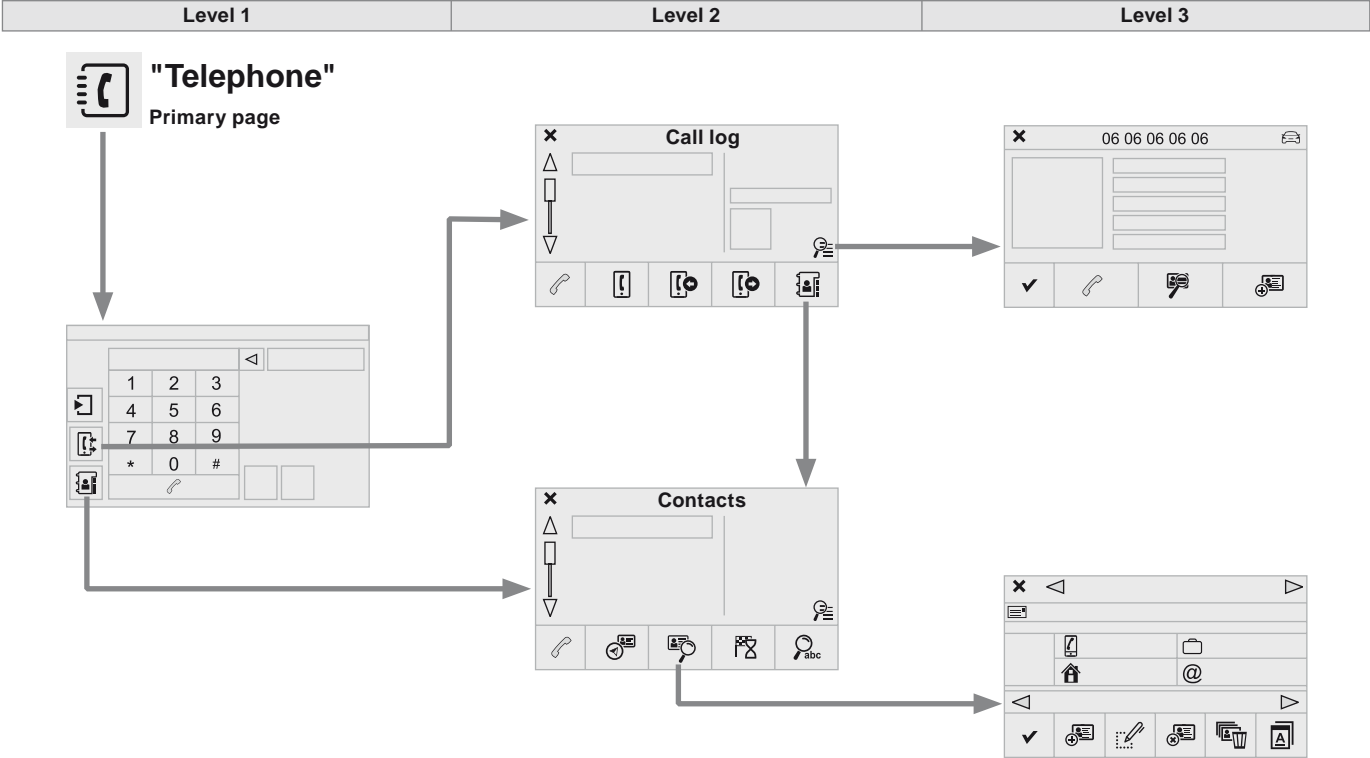 Level 1
Level 2
Level 3
"Telephone"
Primary page
Call log
06 06 06 06 06
1 2 3
4 5 6
7 8 9
* 0 #
Contacts
abc
@
A